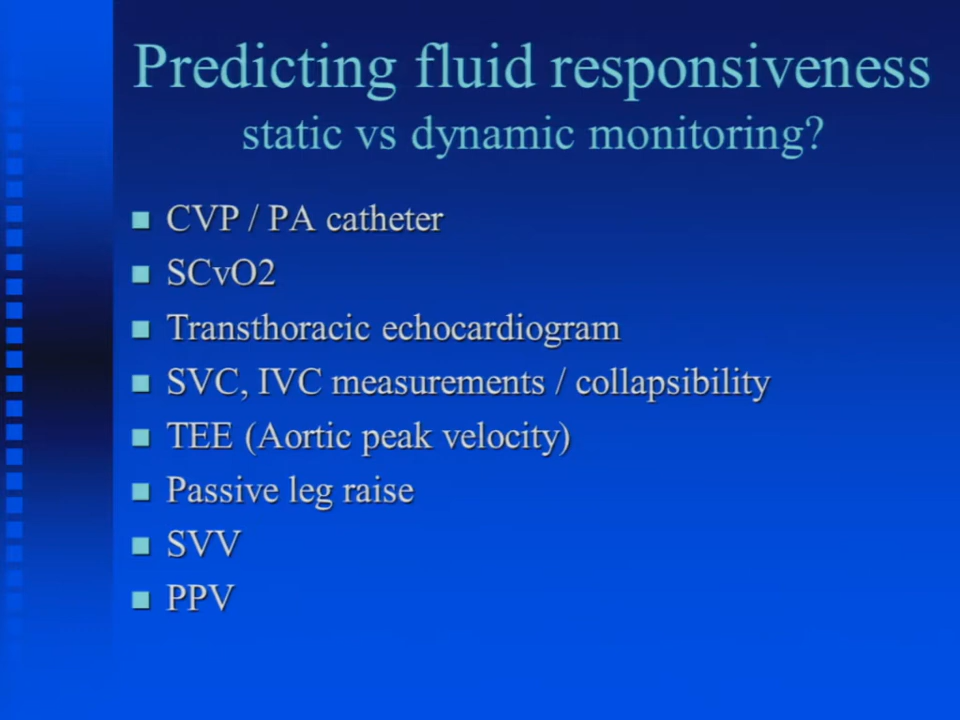 Predicting fluid responsiveness
static vs dynamic monitoring?
CVP / PA catheter
SCvO2
Transthoracic echocardiogram
SVC, IVC measurements / collapsibility
TEE (Aortic peak velocity)
Passive leg raise
SVV
PPV